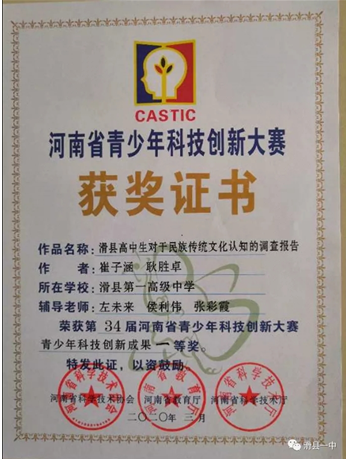 CASTIC
河南省青少年科技创新大赛
获奖证书
作品名称:滑县高中生对于民族传统文化认知的调查报告
作者:崔子涵 耿胜卓
所在学校:滑县第一高级中学
辅导老师:左未来 侯利伟 张彩霞
荣获第34届河南省青少年科技创新大赛
青少年科技创新成果一等奖。
特发此证,以资鼓励。
河南省科学技术协会 河南省教育厅 河南省科学技术厅
二〇二〇年 三月
滑县一中